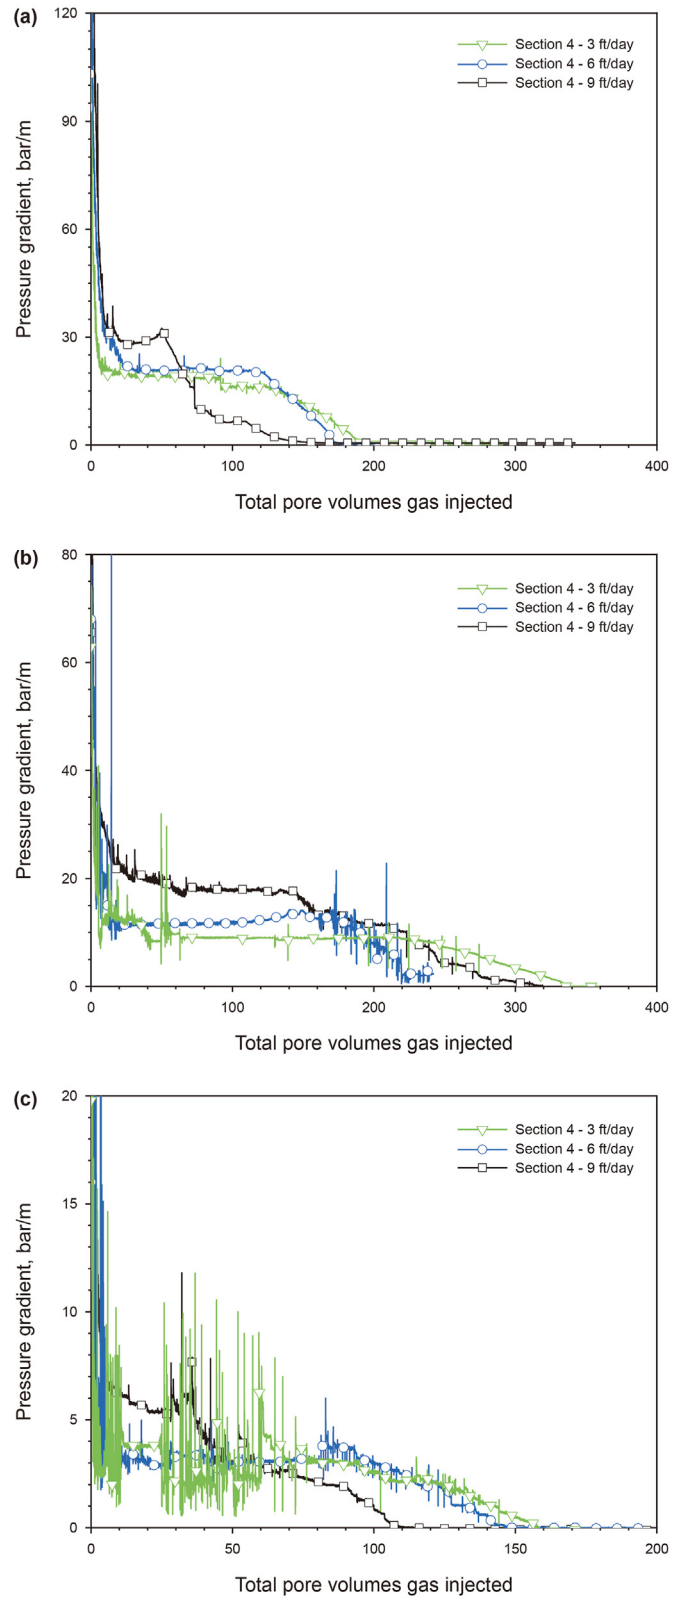 (a)
120
90
60
30
0
Pressure gradient, bar/m
Section 4 - 3 ft/day
Section 4 - 6 ft/day
Section 4 - 9 ft/day
0 100 200 300 400
Total pore volumes gas injected
(b)
80
60
40
20
0
Pressure gradient, bar/m
Section 4 - 3 ft/day
Section 4 - 6 ft/day
Section 4 - 9 ft/day
0 100 200 300 400
Total pore volumes gas injected
(c)
20
15
10
5
0
Pressure gradient, bar/m
Section 4 - 3 ft/day
Section 4 - 6 ft/day
Section 4 - 9 ft/day
0 50 100 150 200
Total pore volumes gas injected